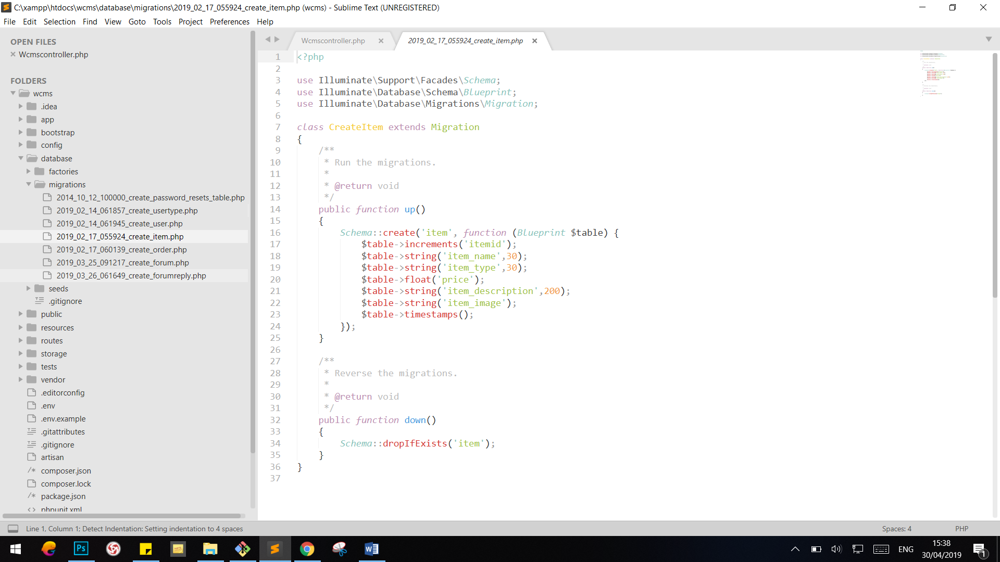 C:\xampp\htdocs\wcms\database\migrations\2019_02_17_055924_create_item.php (wcms) - Sublime Text (UNREGISTERED)
File Edit Selection Find View Goto Tools Project Preferences Help
OPEN FILES
Wcmscontroller.php
FOLDERS
wcms
.idea
app
bootstrap
config
database
factories
migrations
2014_10_12_100000_create_password_resets_table.php
2019_02_14_061857_create_usertype.php
2019_02_14_061945_create_user.php
2019_02_17_055924_create_item.php
2019_02_17_060139_create_order.php
2019_03_25_091217_create_forum.php
2019_03_26_061649_create_forumreply.php
seeds
.gitignore
public
resources
routes
storage
tests
vendor
.editorconfig
.env
.env.example
.gitattributes
.gitignore
artisan
/* composer.json
composer.lock
/* package.json
<> phpunit.xml
Wcmscontroller.php 2019_02_17_055924_create_item.php
1 <?php
2
3 use Illuminate\Support\Facades\Schema;
4 use Illuminate\Database\Schema\Blueprint;
5 use Illuminate\Database\Migrations\Migration;
6
7 class CreateItem extends Migration
8 {
9 /**
10 * Run the migrations.
11 *
12 * @return void
13 */
14 public function up()
15 {
16 Schema::create('item', function (Blueprint $table) {
17 $table->increments('itemid');
18 $table->string('item_name',30);
19 $table->string('item_type',30);
20 $table->float('price');
21 $table->string('item_description',200);
22 $table->string('item_image');
23 $table->timestamps();
24 });
25 }
26
27 /**
28 * Reverse the migrations.
29 *
30 * @return void
31 */
32 public function down()
33 {
34 Schema::dropIfExists('item');
35 }
36 }
37
Line 1, Column 1; Detect Indentation: Setting indentation to 4 spaces Spaces: 4 PHP
Ps
ENG
15:38
30/04/2019
1